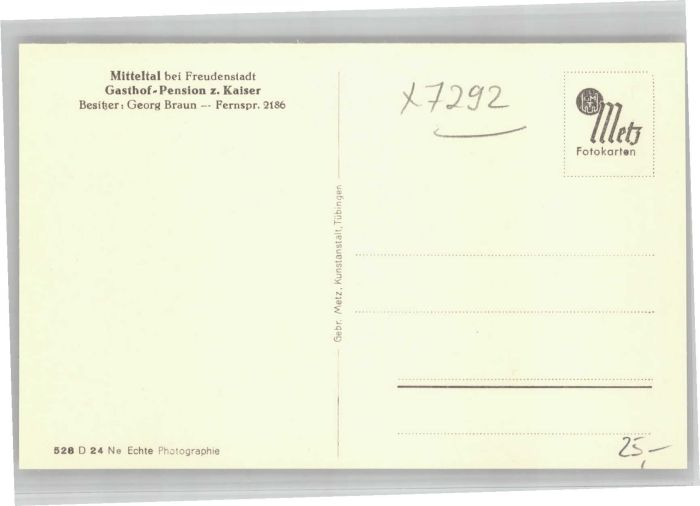 Mitteltal bei Freudenstadt
Gasthof-Pension z. Kaiser
Besitzer: Georg Braun -- Fernspr. 2186
x7292
Metz
Fotokarten
Gebr. Metz, Kunstanstalt, Tübingen
528 D 24 Ne Echte Photographie
25,-